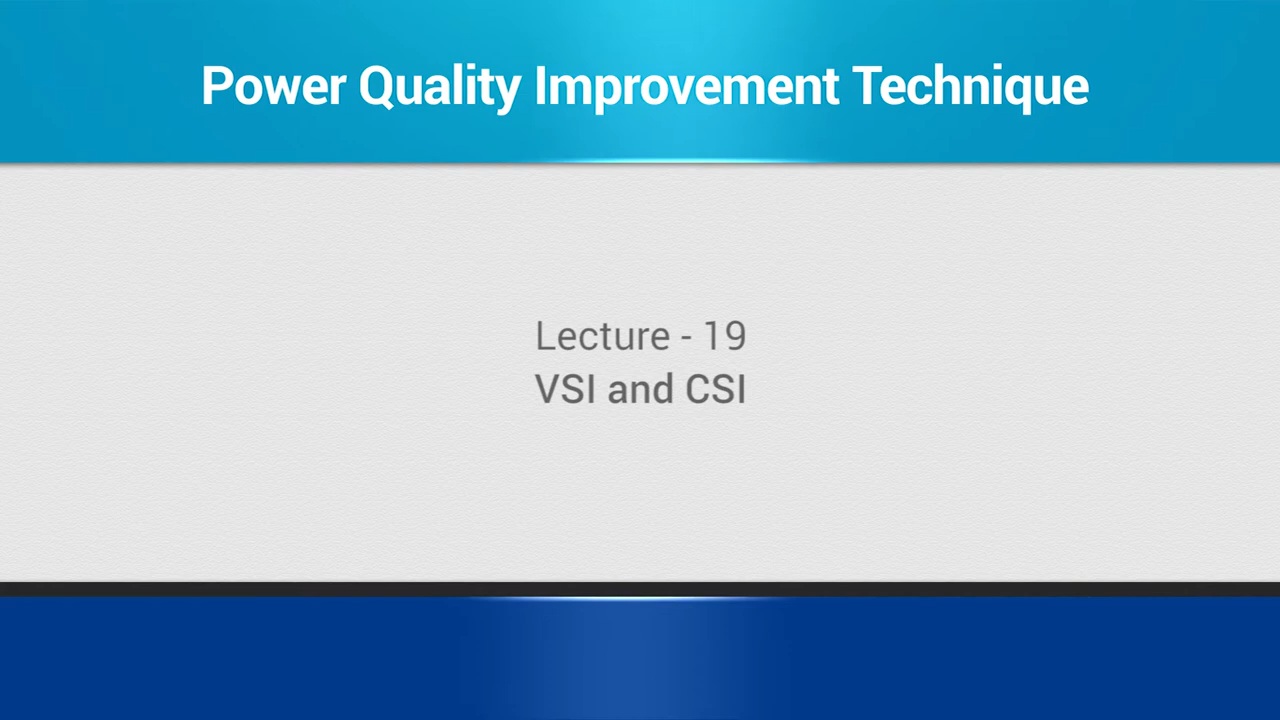 Power Quality Improvement Technique
Lecture - 19
VSI and CSI